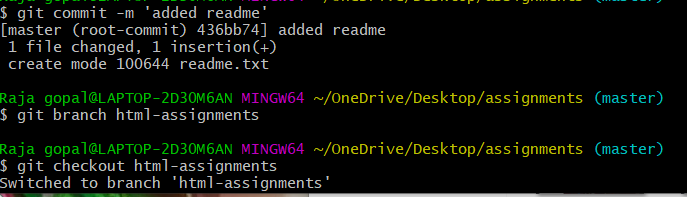 $ git commit -m 'added readme'
[master (root-commit) 436bb74] added readme
 1 file changed, 1 insertion(+)
 create mode 100644 readme.txt
Raja gopal@LAPTOP-2D30M6AN MINGW64 ~/OneDrive/Desktop/assignments (master)
$ git branch html-assignments
Raja gopal@LAPTOP-2D30M6AN MINGW64 ~/OneDrive/Desktop/assignments (master)
$ git checkout html-assignments
Switched to branch 'html-assignments'